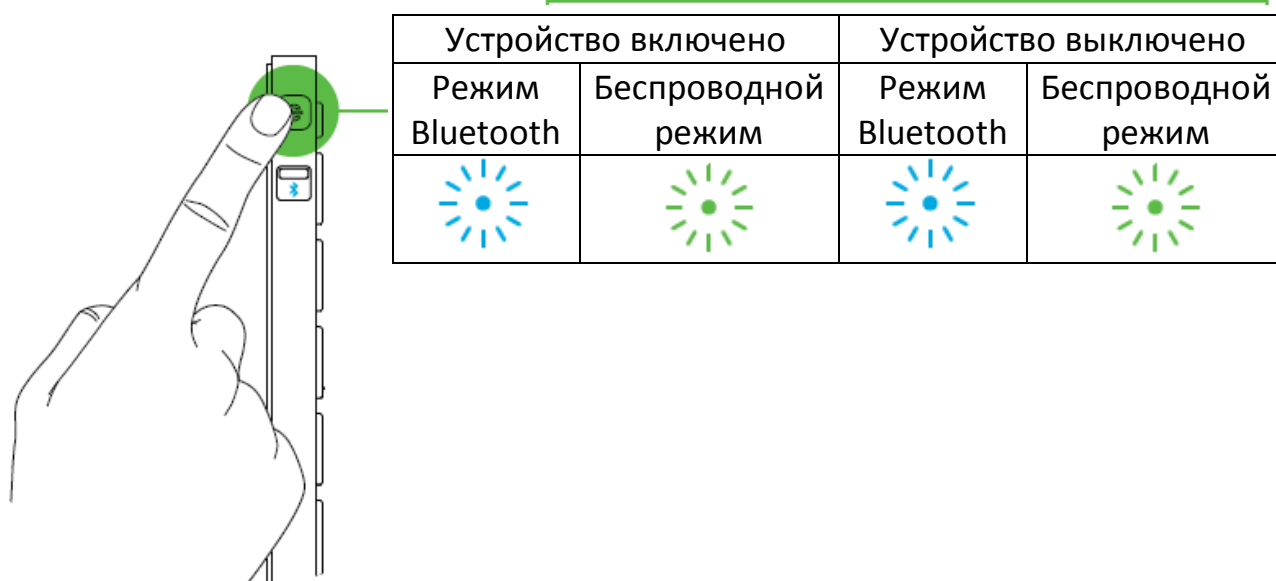 Устройство включено
Устройство выключено
Режим Bluetooth
Беспроводной режим
Режим Bluetooth
Беспроводной режим